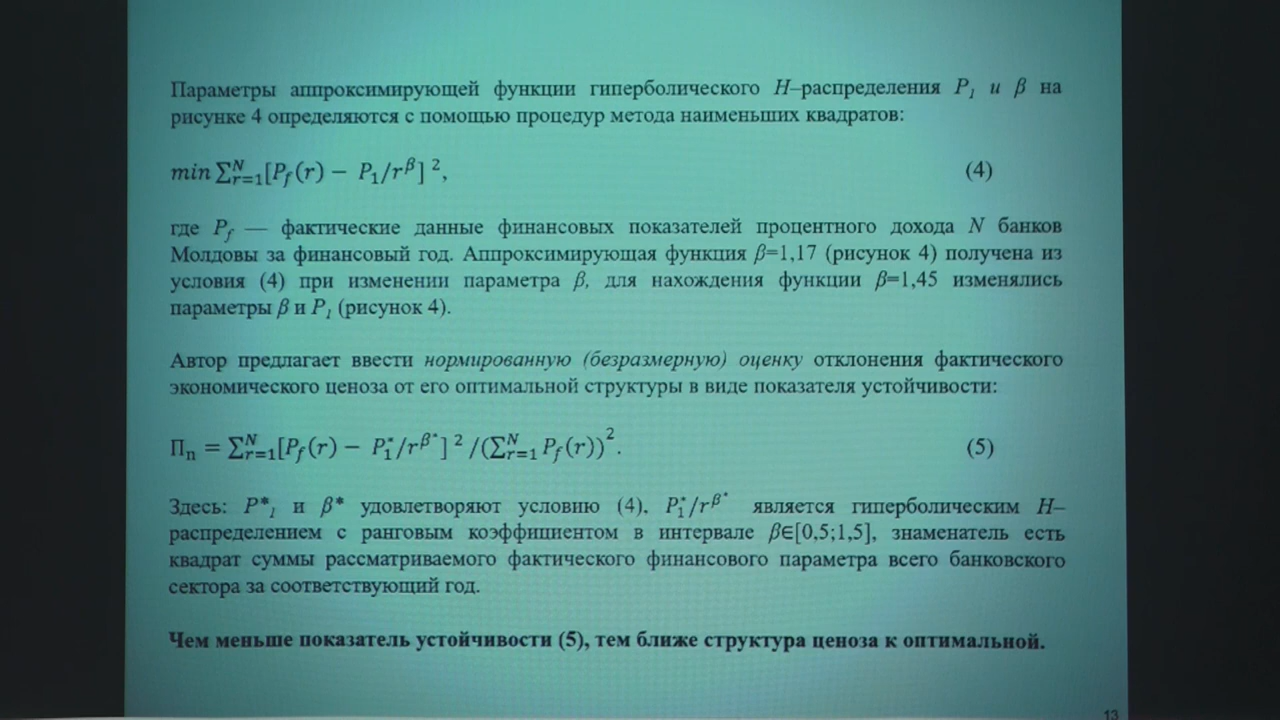 Параметры аппроксимирующей функции гиперболического H–распределения P₁ и β на
рисунке 4 определяются с помощью процедур метода наименьших квадратов:
min ∑ᴺᵣ₌₁[P_f(r) − P₁/r^β] ², (4)
где P_f — фактические данные финансовых показателей процентного дохода N банков
Молдовы за финансовый год. Аппроксимирующая функция β=1,17 (рисунок 4) получена из
условия (4) при изменении параметра β, для нахождения функции β=1,45 изменялись
параметры β и P₁ (рисунок 4).
Автор предлагает ввести нормированную (безразмерную) оценку отклонения фактического
экономического ценоза от его оптимальной структуры в виде показателя устойчивости:
Пₙ = ∑ᴺᵣ₌₁[P_f(r) − P₁*/r^β*] ² /(∑ᴺᵣ₌₁ P_f(r))². (5)
Здесь: P*₁ и β* удовлетворяют условию (4), P₁*/r^β* является гиперболическим H–
распределением с ранговым коэффициентом в интервале β∈[0,5;1,5], знаменатель есть
квадрат суммы рассматриваемого фактического финансового параметра всего банковского
сектора за соответствующий год.
Чем меньше показатель устойчивости (5), тем ближе структура ценоза к оптимальной.
13